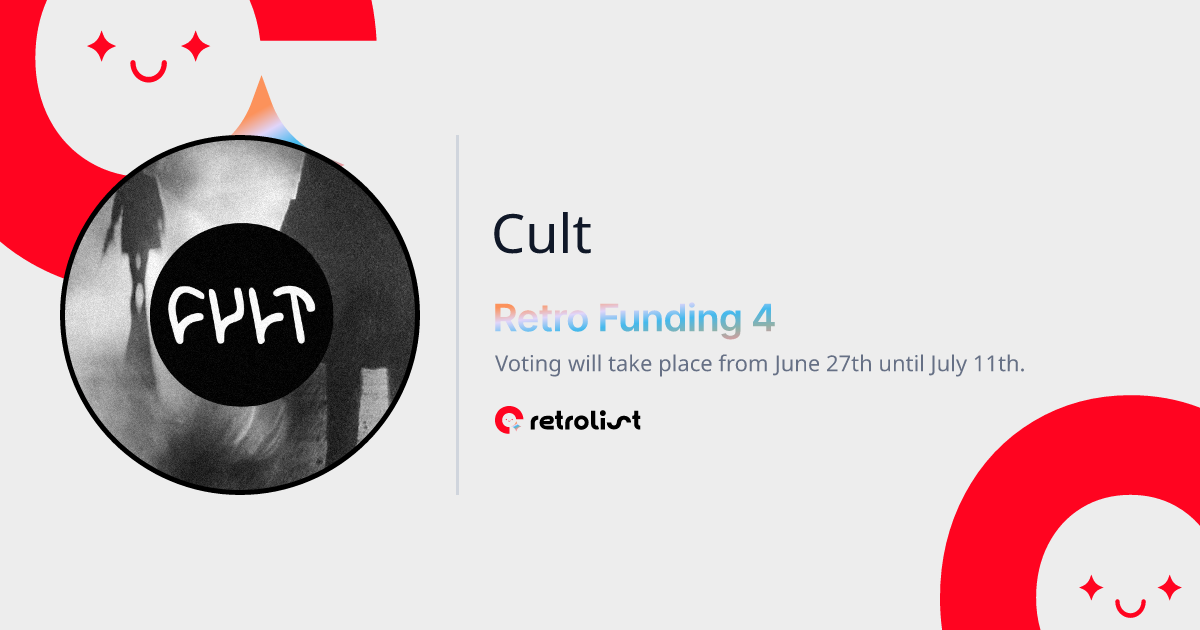 CULT
Cult
Retro Funding 4
Voting will take place from June 27th until July 11th.
retrolist